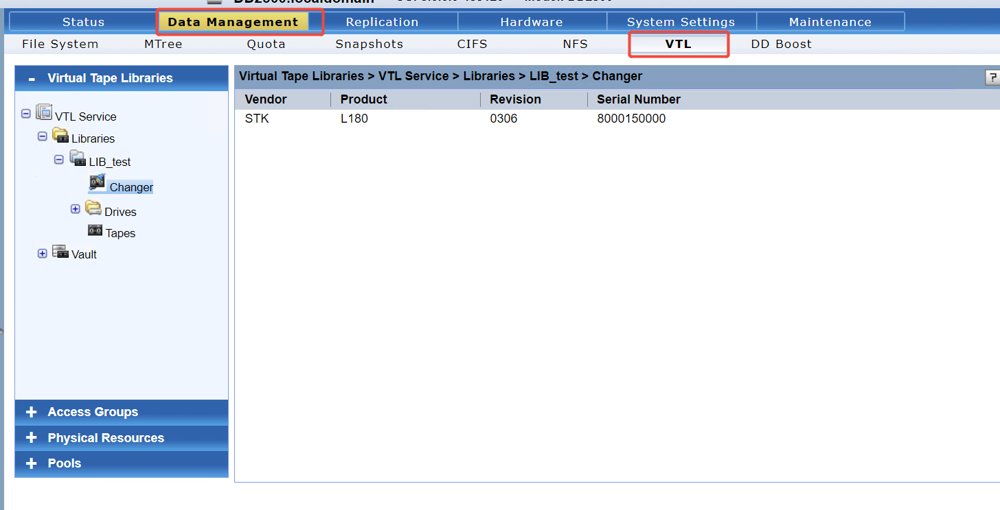 Status Data Management Replication Hardware System Settings Maintenance
File System MTree Quota Snapshots CIFS NFS VTL DD Boost
- Virtual Tape Libraries
VTL Service
Libraries
LIB_test
Changer
Drives
Tapes
Vault
+ Access Groups
+ Physical Resources
+ Pools
Virtual Tape Libraries > VTL Service > Libraries > LIB_test > Changer ?
Vendor Product Revision Serial Number
STK L180 0306 8000150000